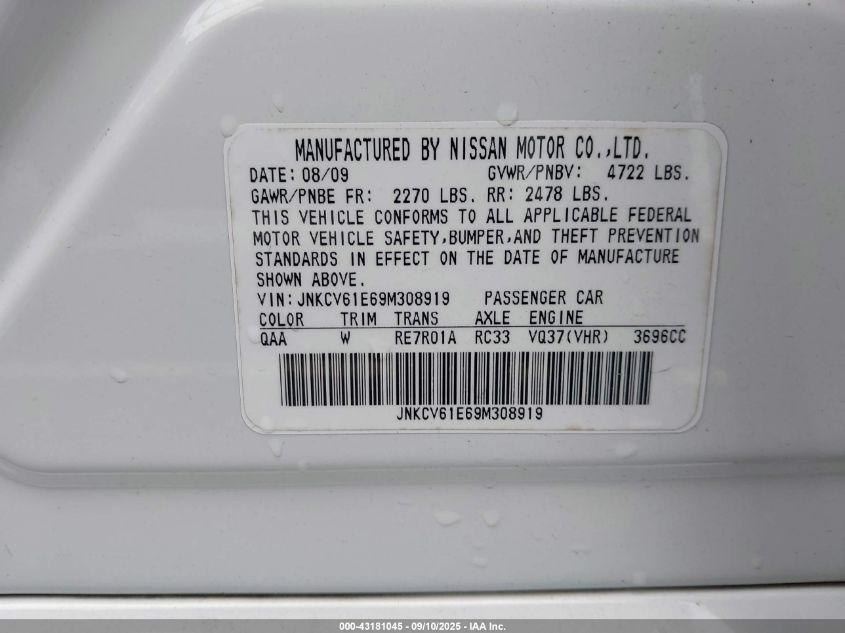 MANUFACTURED BY NISSAN MOTOR CO.,LTD.
DATE: 08/09 GVWR/PNBV: 4722 LBS.
GAWR/PNBE FR: 2270 LBS. RR: 2478 LBS.
THIS VEHICLE CONFORMS TO ALL APPLICABLE FEDERAL
MOTOR VEHICLE SAFETY,BUMPER,AND THEFT PREVENTION
STANDARDS IN EFFECT ON THE DATE OF MANUFACTURE
SHOWN ABOVE.
VIN:JNKCV61E69M308919 PASSENGER CAR
COLOR TRIM TRANS AXLE ENGINE
QAA W RE7R01A RC33 VQ37(VHR) 3696CC
JNKCV61E69M308919
000-43181045 - 09/10/2025 - IAA Inc.